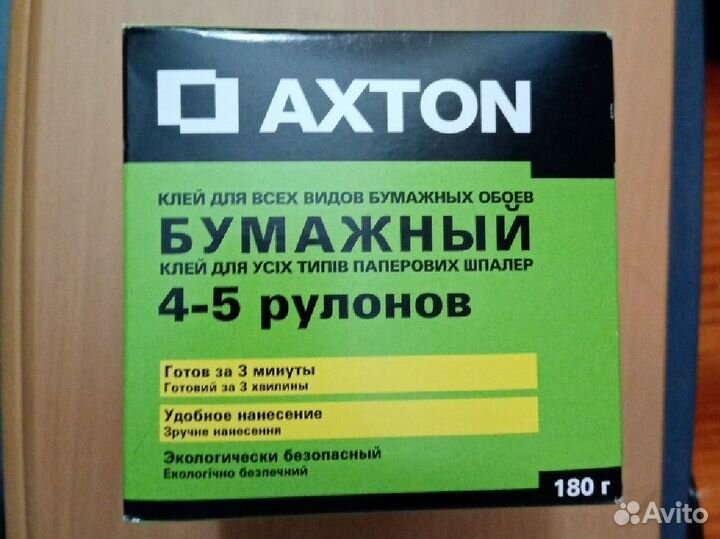 AXTON
КЛЕЙ ДЛЯ ВСЕХ ВИДОВ БУМАЖНЫХ ОБОЕВ
БУМАЖНЫЙ
КЛЕЙ ДЛЯ УСІХ ТИПІВ ПАПЕРОВИХ ШПАЛЕР
4-5 рулонов
Готов за 3 минуты
Готовий за 3 хвилины
Удобное нанесение
Зручне нанесення
Экологически безопасный
Екологічно безпечний
180 г
Avito